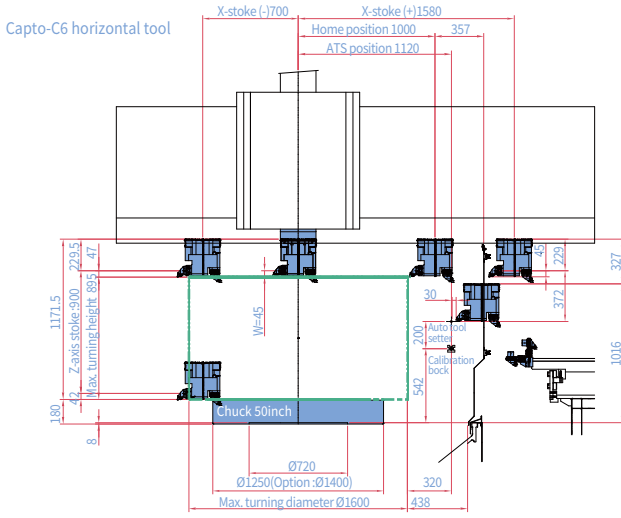 X-stoke (-)700
X-stroke (+)1580
Capto-C6 horizontal tool
Home position 1000
357
ATS position 1120
229.5
47
45
229
327
1171.5
Z-axis stoke :900
Max. turning height 895
W=45
30
372
200
Auto tool
setter
Calibration
bock
1016
542
42
180
8
Chuck 50inch
Ø720
Ø1250(Option :Ø1400)
320
Max. turning diameter Ø1600
438